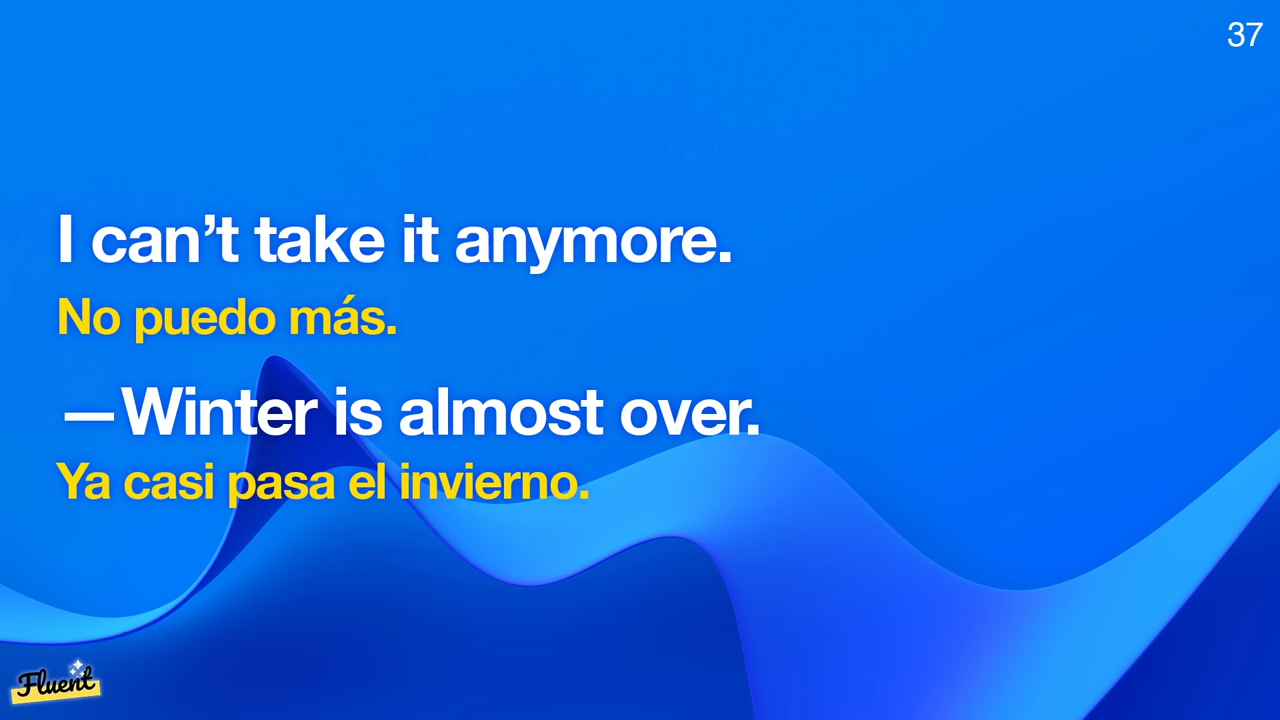 37
I can’t take it anymore.
No puedo más.
—Winter is almost over.
Ya casi pasa el invierno.
Fluent